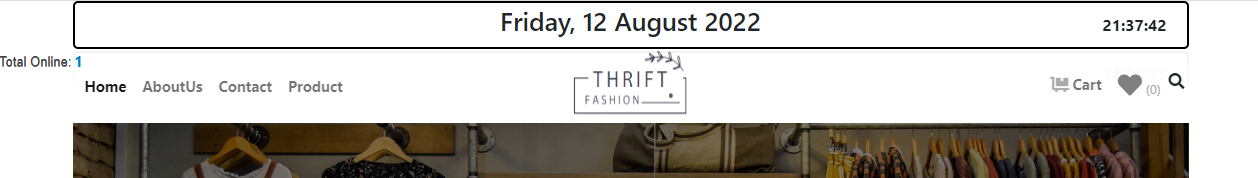 Friday, 12 August 2022
21:37:42
Total Online: 1
Home AboutUs Contact Product
THRIFT
FASHION
Cart
(0)